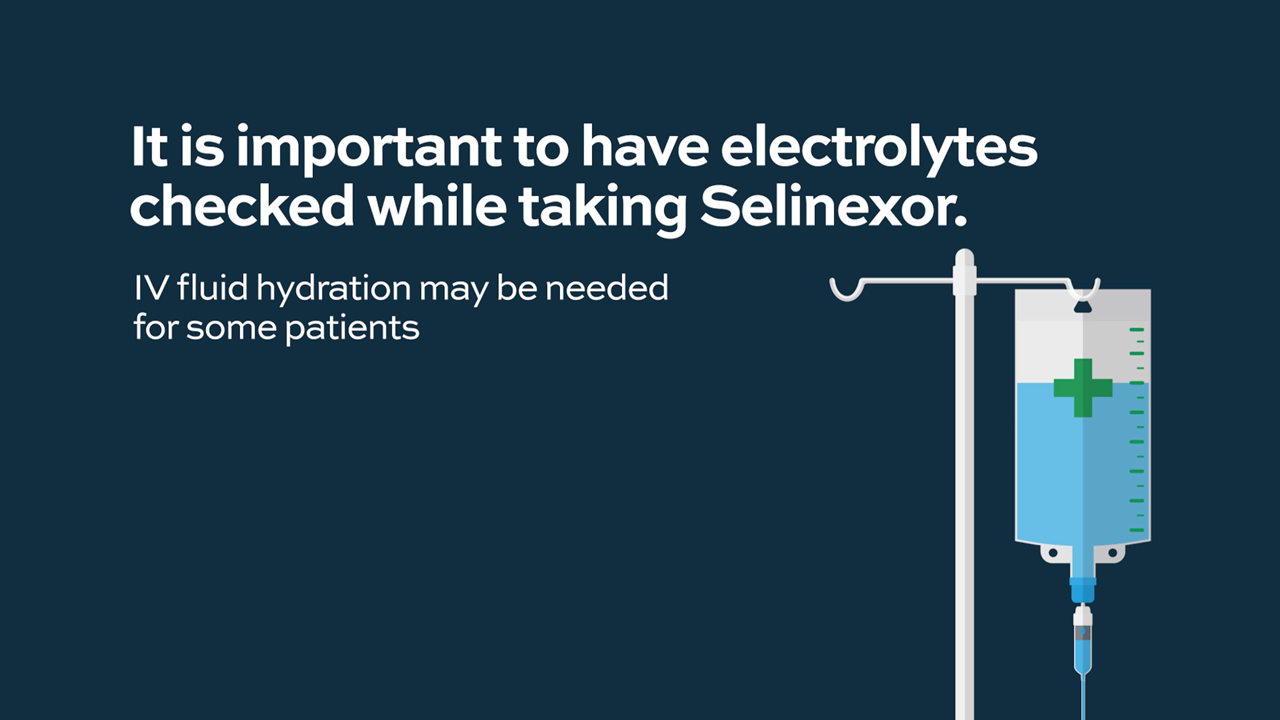 It is important to have electrolytes
checked while taking Selinexor.
IV fluid hydration may be needed
for some patients